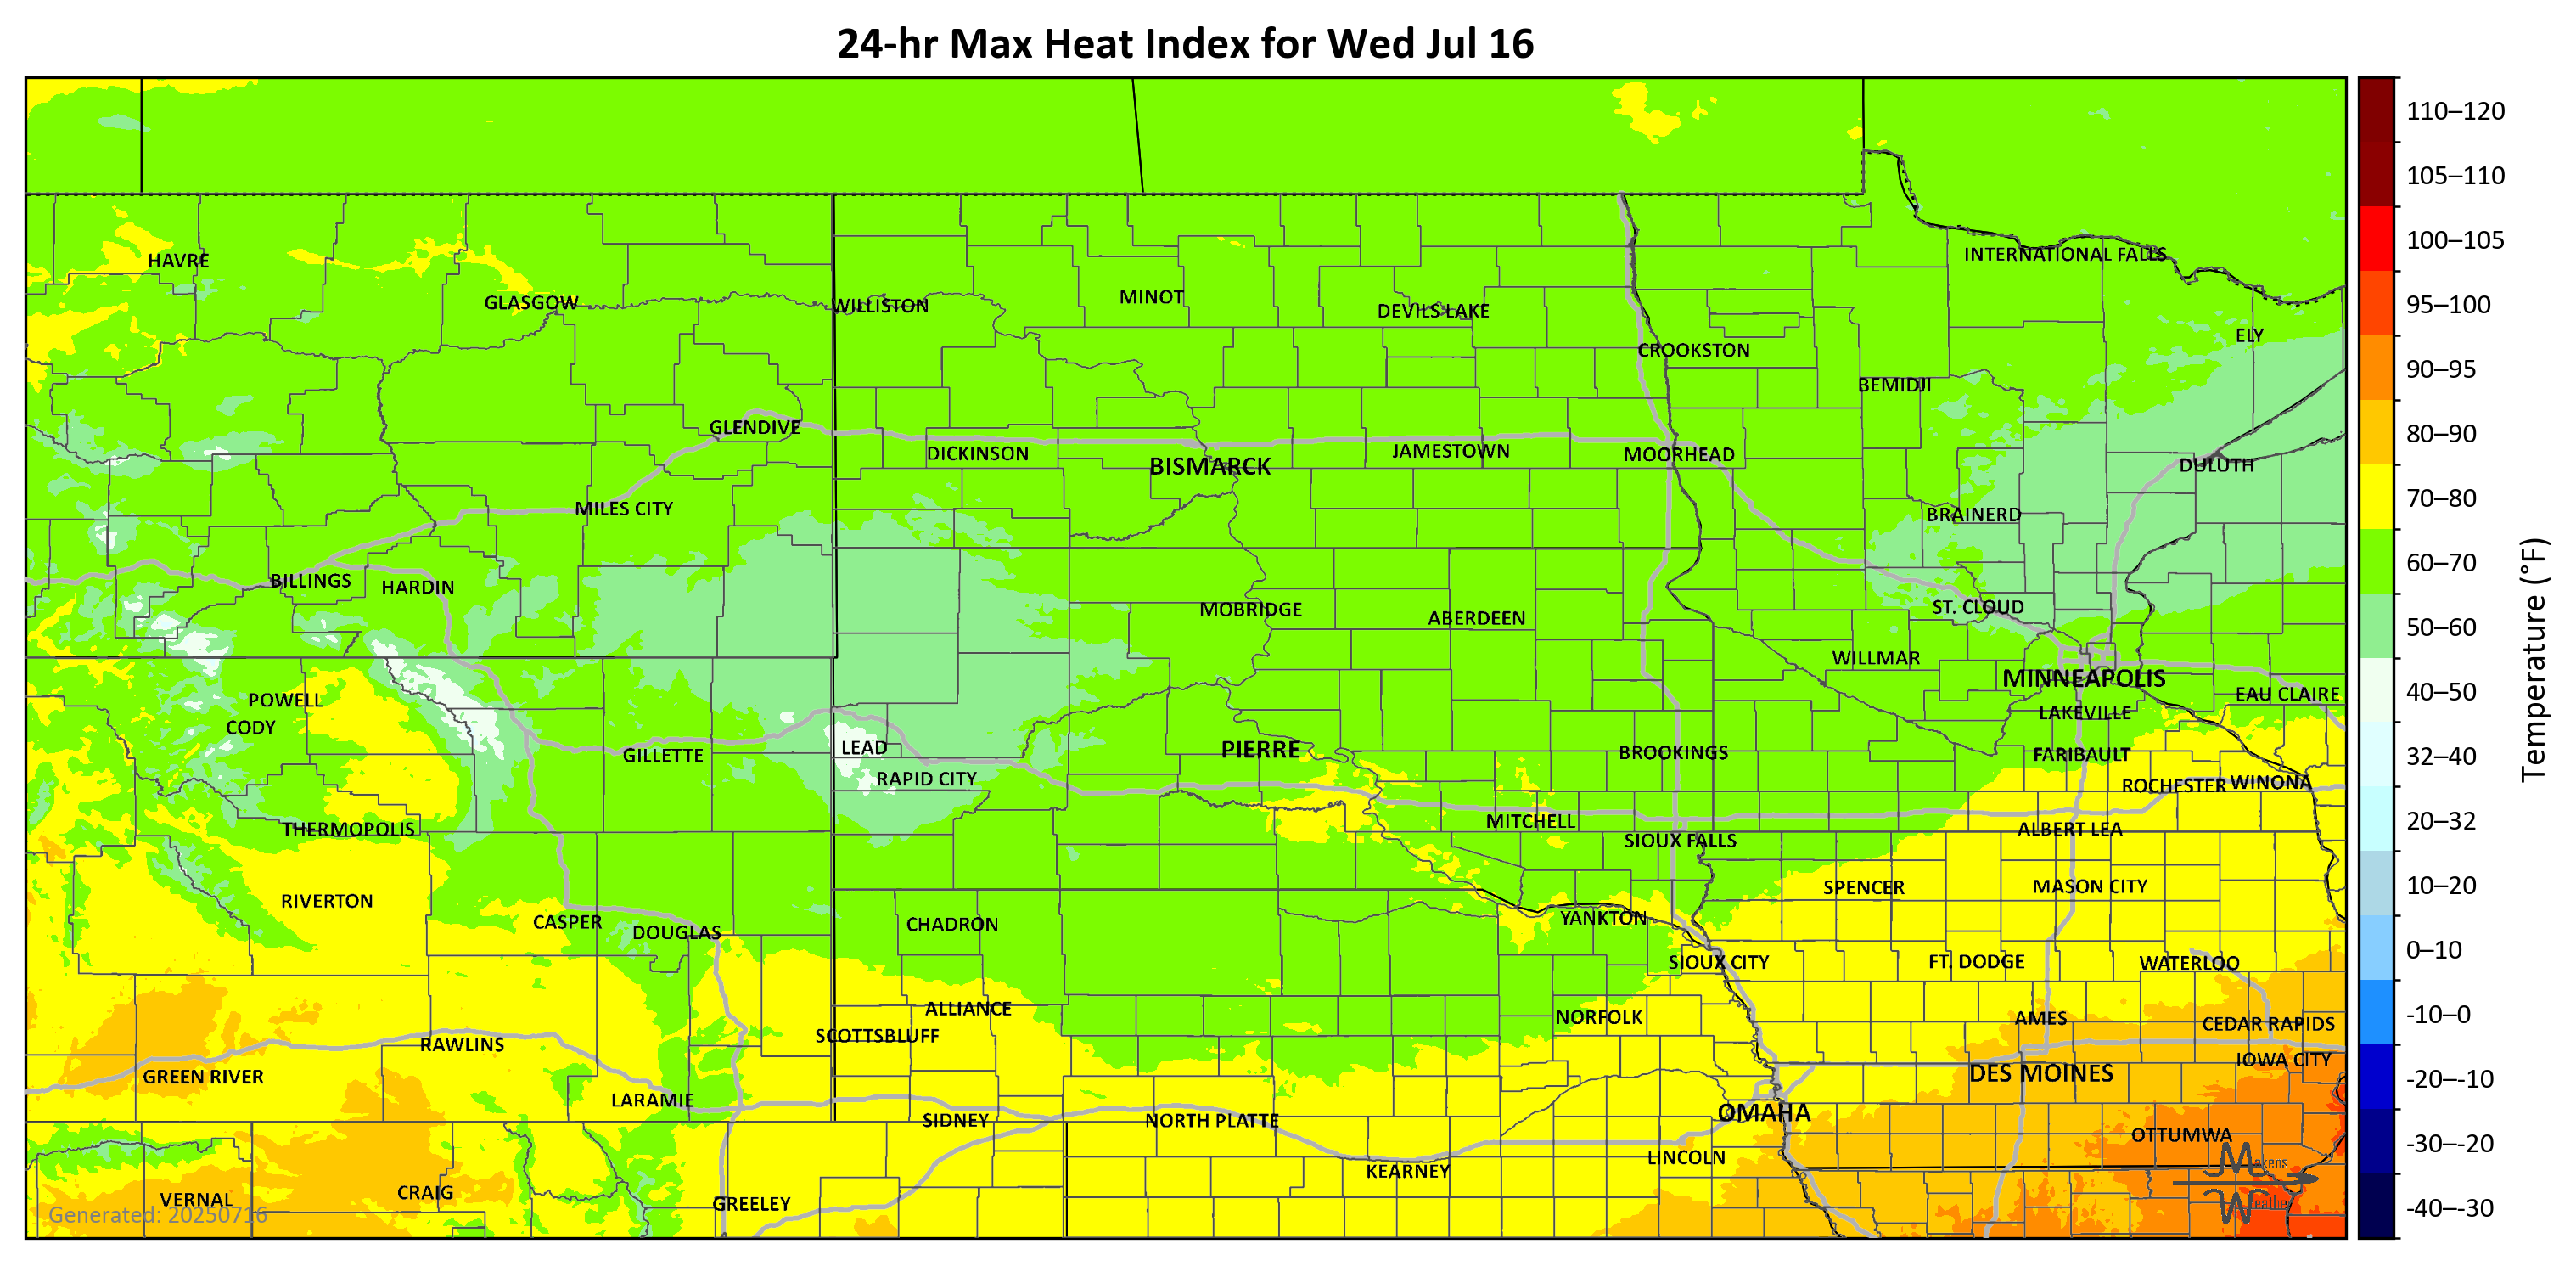 24-hr Max Heat Index for Wed Jul 16
110–120
105–110
100–105
95–100
90–95
80–90
70–80
60–70
50–60
40–50
32–40
20–32
10–20
0–10
-10–0
-20–-10
-30–-20
-40–-30
Temperature (°F)
HAVRE
INTERNATIONAL FALLS
GLASGOW
WILLISTON
MINOT
DEVILS LAKE
ELY
CROOKSTON
BEMIDJI
GLENDIVE
DICKINSON
BISMARCK
JAMESTOWN
MOORHEAD
DULUTH
MILES CITY
BRAINERD
BILLINGS
HARDIN
MOBRIDGE
ABERDEEN
ST. CLOUD
WILLMAR
MINNEAPOLIS
EAU CLAIRE
POWELL
CODY
LAKEVILLE
GILLETTE
LEAD
PIERRE
BROOKINGS
FARIBAULT
RAPID CITY
ROCHESTER
WINONA
THERMOPOLIS
MITCHELL
SIOUX FALLS
ALBERT LEA
RIVERTON
SPENCER
MASON CITY
CASPER
DOUGLAS
CHADRON
YANKTON
SIOUX CITY
FT. DODGE
WATERLOO
ALLIANCE
NORFOLK
AMES
CEDAR RAPIDS
SCOTTSBLUFF
RAWLINS
IOWA CITY
GREEN RIVER
DES MOINES
LARAMIE
SIDNEY
NORTH PLATTE
OMAHA
OTTUMWA
LINCOLN
KEARNEY
VERNAL
CRAIG
GREELEY
Makens
Weather
Generated: 20250716